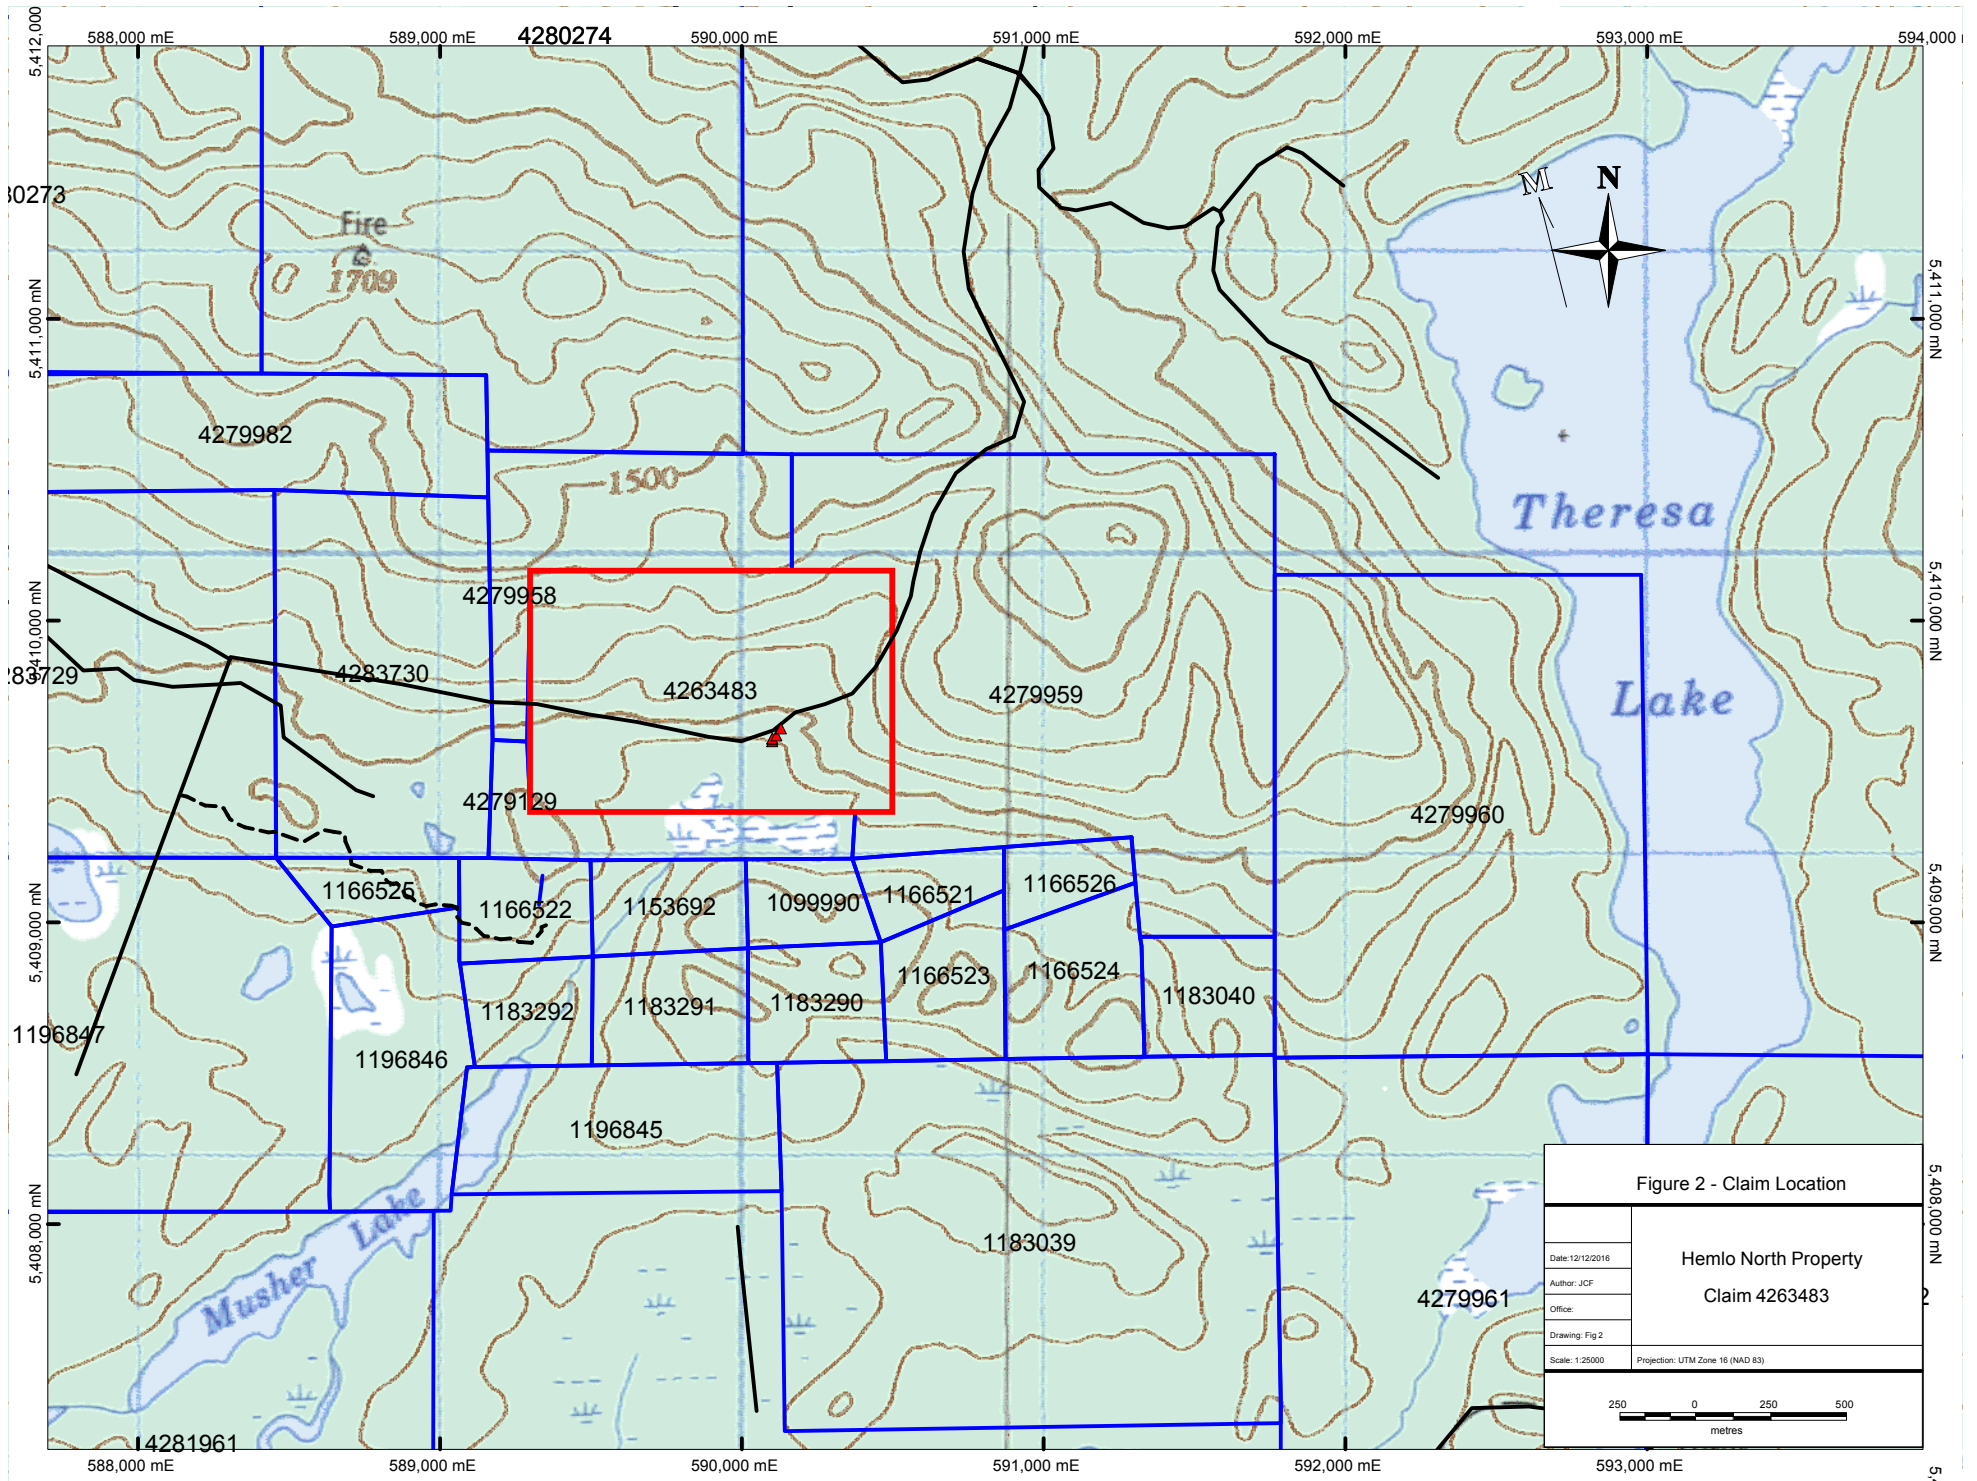 588,000 mE
589,000 mE
4280274
590,000 mE
591,000 mE
592,000 mE
593,000 mE
594,000
5,412,000
80273
Fire
1709
N
M
5,411,000 mN
5,411,000 mN
4279982
1500
Theresa
Lake
4279958
5,410,000 mN
5,410,000 mN
283729
4283730
4263483
4279959
4279129
4279960
1166525
1166522
1153692
1099990
1166521
1166526
5,409,000 mN
5,409,000 mN
1166523
1166524
1183040
1183292
1183291
1183290
1196847
1196846
1196845
Musher Lake
1183039
5,408,000 mN
5,408,000 mN
4279961
2
4281961
Figure 2 - Claim Location
Date:12/12/2016
Author: JCF
Office:
Drawing: Fig 2
Scale: 1:25000
Hemlo North Property
Claim 4263483
Projection: UTM Zone 16 (NAD 83)
250 0 250 500
metres
588,000 mE
589,000 mE
590,000 mE
591,000 mE
592,000 mE
593,000 mE